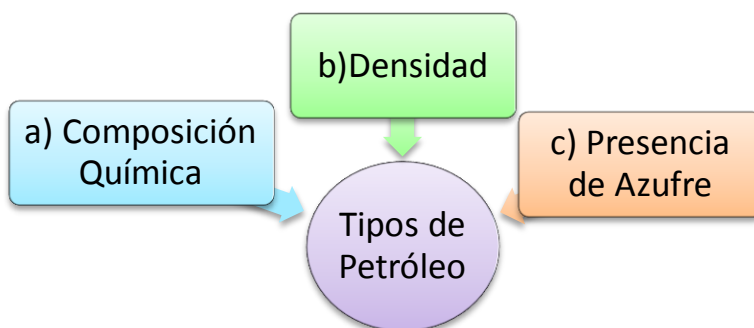 a) Composición
Química
b)Densidad
c) Presencia
de Azufre
Tipos de
Petróleo